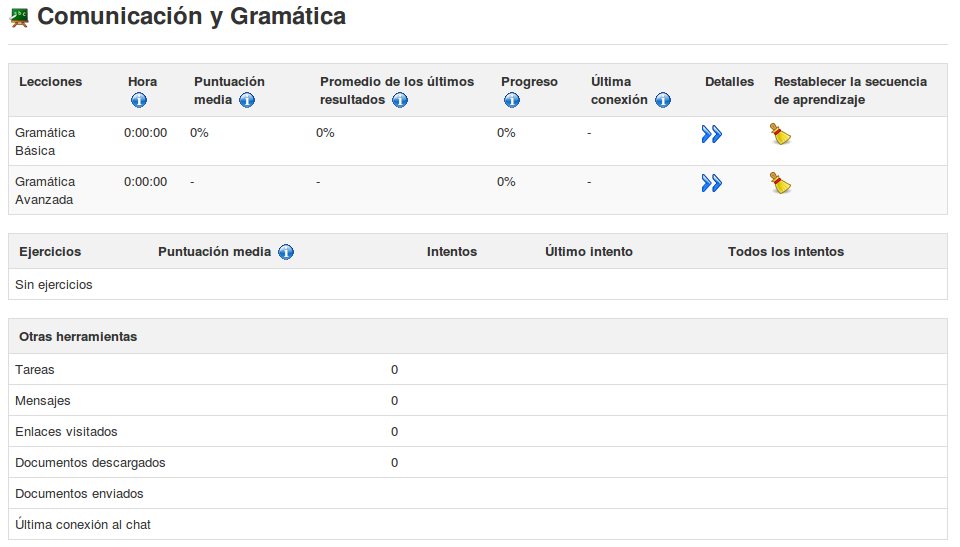 Comunicación y Gramática
Lecciones Hora Puntuación media Promedio de los últimos resultados Progreso Última conexión Detalles Restablecer la secuencia de aprendizaje
Gramática Básica 0:00:00 0% 0% 0% -
Gramática Avanzada 0:00:00 - - 0% -
Ejercicios Puntuación media Intentos Último intento Todos los intentos
Sin ejercicios
Otras herramientas
Tareas 0
Mensajes 0
Enlaces visitados 0
Documentos descargados 0
Documentos enviados
Última conexión al chat